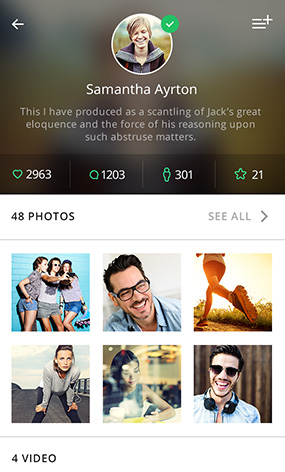 Samantha Ayrton
This I have produced as a scantling of Jack's great
eloquence and the force of his reasoning upon
such abstruse matters.
2963 1203 301 21
48 PHOTOS SEE ALL
4 VIDEO